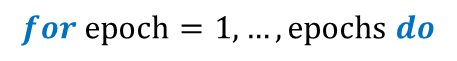 for epoch = 1, …, epochs do